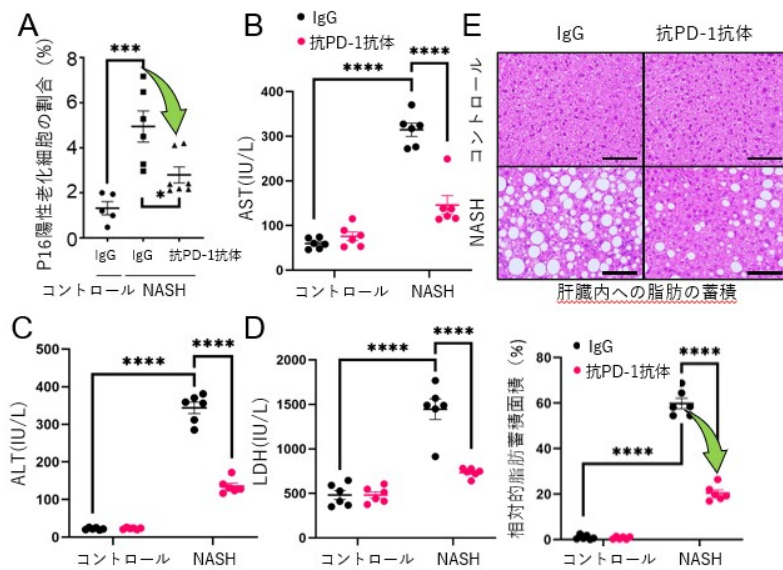 A
P16陽性老化細胞の割合（%）
8
6
4
2
0
***
*
IgG
IgG
抗PD-1抗体
コントロール
NASH
B
IgG
抗PD-1抗体
****
****
AST(IU/L)
400
300
200
100
0
コントロール
NASH
E
IgG
抗PD-1抗体
コントロール
NASH
肝臓内への脂肪の蓄積
C
****
****
ALT(IU/L)
500
400
300
200
100
0
コントロール
NASH
D
****
****
LDH(IU/L)
2000
1500
1000
500
0
コントロール
NASH
IgG
抗PD-1抗体
****
****
相対的脂肪蓄積面積（%）
80
60
40
20
0
コントロール
NASH